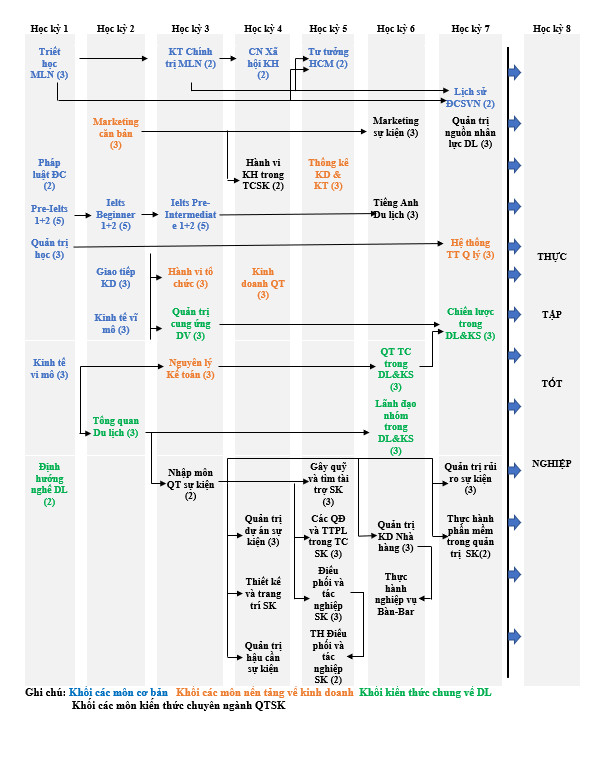 Học kỳ 1 Học kỳ 2 Học kỳ 3 Học kỳ 4 Học kỳ 5 Học kỳ 6 Học kỳ 7 Học kỳ 8
Triết
học
MLN (3)
KT Chính
trị MLN (2)
CN Xã
hội KH
(2)
Tư tưởng
HCM (2)
Lịch sử
ĐCSVN (2)
Marketing
căn bản
(3)
Marketing
sự kiện (3)
Quản trị
nguồn nhân
lực DL (3)
Pháp
luật ĐC
(2)
Hành vi
KH trong
TCSK (2)
Thống kê
KD &
KT (3)
Pre-Ielts
1+2 (5)
Ielts
Beginner
1+2 (5)
Ielts Pre-
Intermediat
e 1+2 (5)
Tiếng Anh
Du lịch (3)
Quản trị
học (3)
Hệ thống
TT Q lý (3)
THỰC
Giao tiếp
KD (3)
Hành vi tổ
chức (3)
Kinh
doanh QT
(3)
Kinh tế vĩ
mô (3)
Quản trị
cung ứng
DV (3)
Chiến lược
trong
DL&KS (3)
TẬP
Kinh tế
vi mô (3)
Nguyên lý
Kế toán (3)
QT TC
trong
DL&KS
(3)
TỐT
Tổng quan
Du lịch (3)
Lãnh đạo
nhóm
trong
DL&KS
(3)
Định
hướng
nghề DL
(2)
Nhập môn
QT sự kiện
(2)
Gây quỹ
và tìm tài
trợ SK
(3)
Quản trị rủi
ro sự kiện
(3)
NGHIỆP
Quản trị
dự án sự
kiện (3)
Các QĐ
và TTPL
trong TC
SK (3)
Quản trị
KD Nhà
hàng (3)
Thực hành
phần mềm
trong quản
trị SK(2)
Thiết kế
và trang
trí SK
Điều
phối và
tác
nghiệp
SK (3)
Thực
hành
nghiệp vụ
Bàn-Bar
Quản trị
hậu cần
sự kiện
TH Điều
phối và
tác
nghiệp
SK (2)
Ghi chú: Khối các môn cơ bản Khối các môn nền tảng về kinh doanh Khối kiến thức chung về DL
Khối các môn kiến thức chuyên ngành QTSK